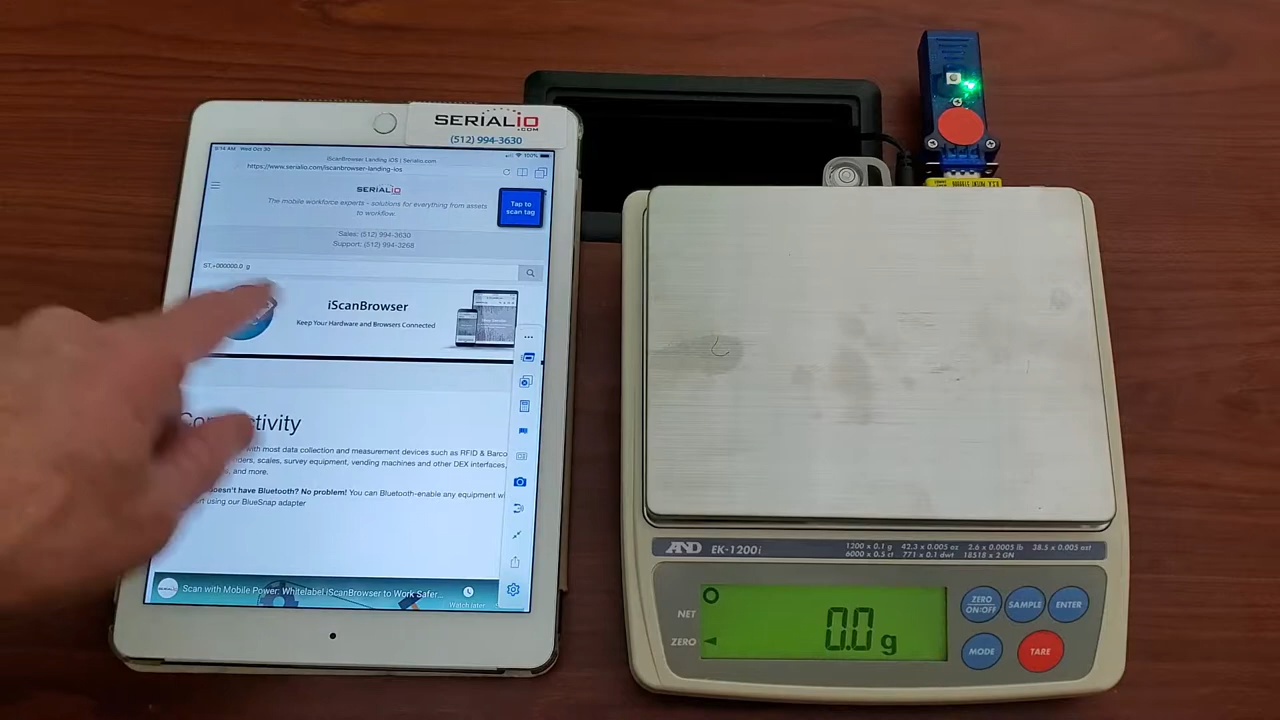 SERIALIO
.COM
(512) 994-3630
Wed Oct 30
100%
iScanBrowser Landing iOS | Serialio.com
https://www.serialio.com/iscanbrowser-landing-ios
SERIALIO
The mobile workforce experts - solutions for everything from assets
to workflow.
Tap to
scan tag
Sales: (512) 994-3630
Support: (512) 994-3268
ST,+000000.0 g
iScanBrowser
Keep Your Hardware and Browsers Connected
with most data collection and measurement devices such as RFID & Barco
ders, scales, survey equipment, vending machines and other DEX interfaces,
and more.
doesn't have Bluetooth? No problem! You can Bluetooth-enable any equipment w
using our BlueSnap adapter
Scan with Mobile Power: Whitelabel iScanBrowser to Work Safer...
Watch later
AND EK-1200i
1200 x 0.1 g 42.3 x 0.005 oz 2.6 x 0.0005 lb 38.5 x 0.005 ozt
6000 x 0.5 ct 771 x 0.1 dwt 18518 x 2 GN
NET
ZERO
0.0 g
ZERO
ON/OFF
SAMPLE
ENTER
MODE
TARE